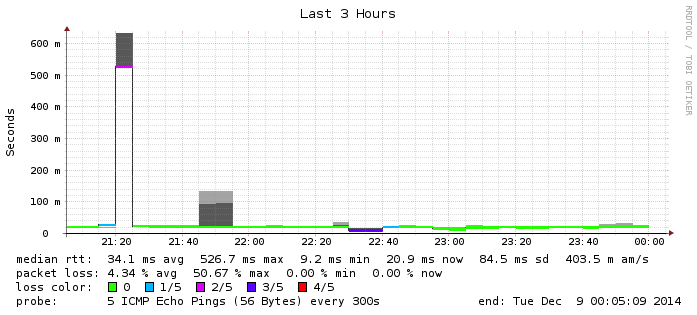 Last 3 Hours
RRDTOOL / TOBI OETIKER
Seconds
600 m
500 m
400 m
300 m
200 m
100 m
0
21:20 21:40 22:00 22:20 22:40 23:00 23:20 23:40 00:00
median rtt: 34.1 ms avg 526.7 ms max 9.2 ms min 20.9 ms now 84.5 ms sd 403.5 m am/s
packet loss: 4.34 % avg 50.67 % max 0.00 % min 0.00 % now
loss color: 0 1/5 2/5 3/5 4/5
probe: 5 ICMP Echo Pings (56 Bytes) every 300s end: Tue Dec 9 00:05:09 2014